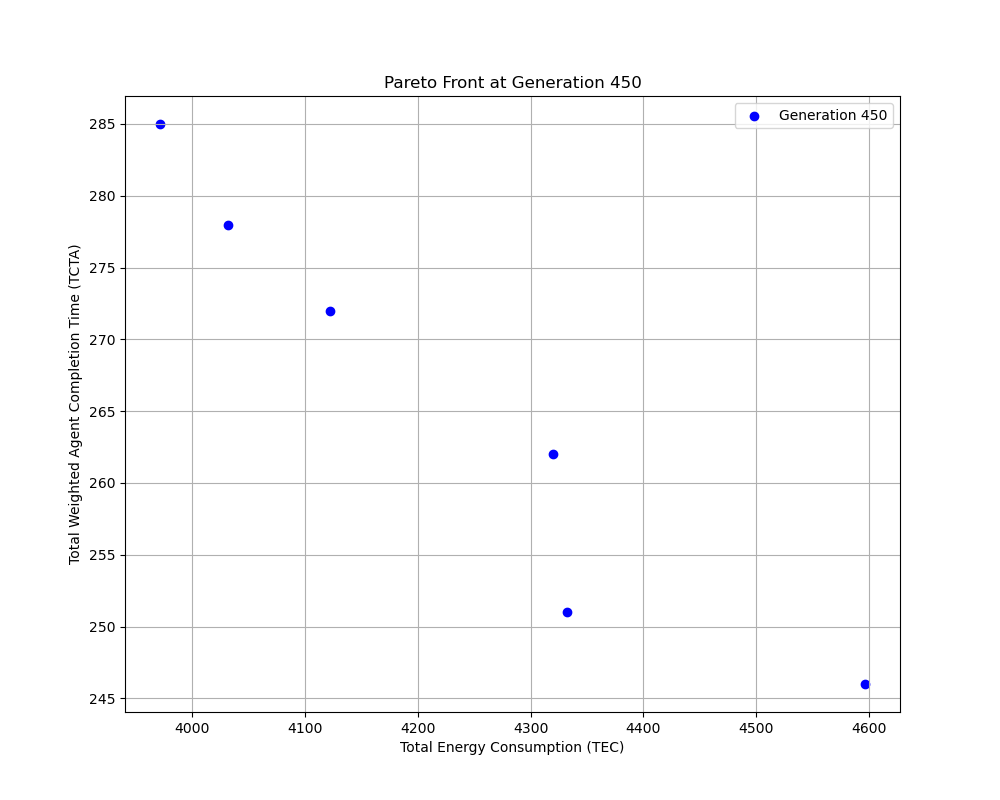 Pareto Front at Generation 450
Generation 450
Total Weighted Agent Completion Time (TCTA)
285
280
275
270
265
260
255
250
245
4000 4100 4200 4300 4400 4500 4600
Total Energy Consumption (TEC)